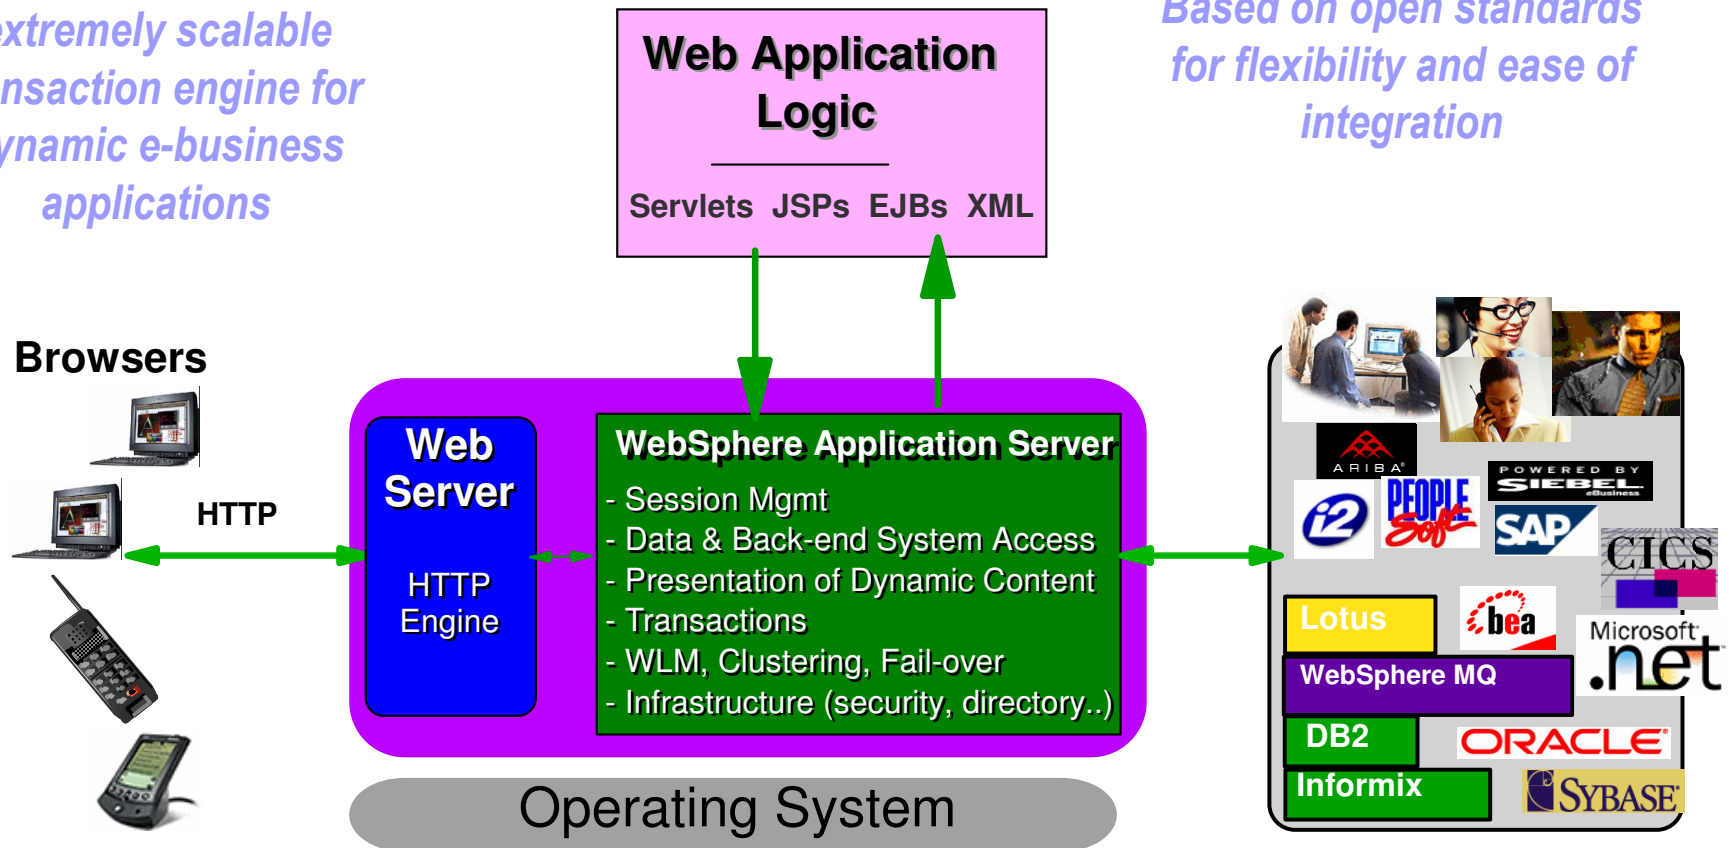 extremely scalable
nsaction engine for
ynamic e-business
applications
Web Application
Logic
Servlets JSPs EJBs XML
Based on open standards
for flexibility and ease of
integration
Browsers
HTTP
Web
Server
HTTP
Engine
WebSphere Application Server
- Session Mgmt
- Data & Back-end System Access
- Presentation of Dynamic Content
- Transactions
- WLM, Clustering, Fail-over
- Infrastructure (security, directory..)
Operating System
ARIBA®
POWERED BY
SIEBEL
eBusiness
i2
PEOPLE
Soft
SAP
CICS
Lotus
bea
Microsoft
.net
WebSphere MQ
DB2
ORACLE®
Informix
SYBASE